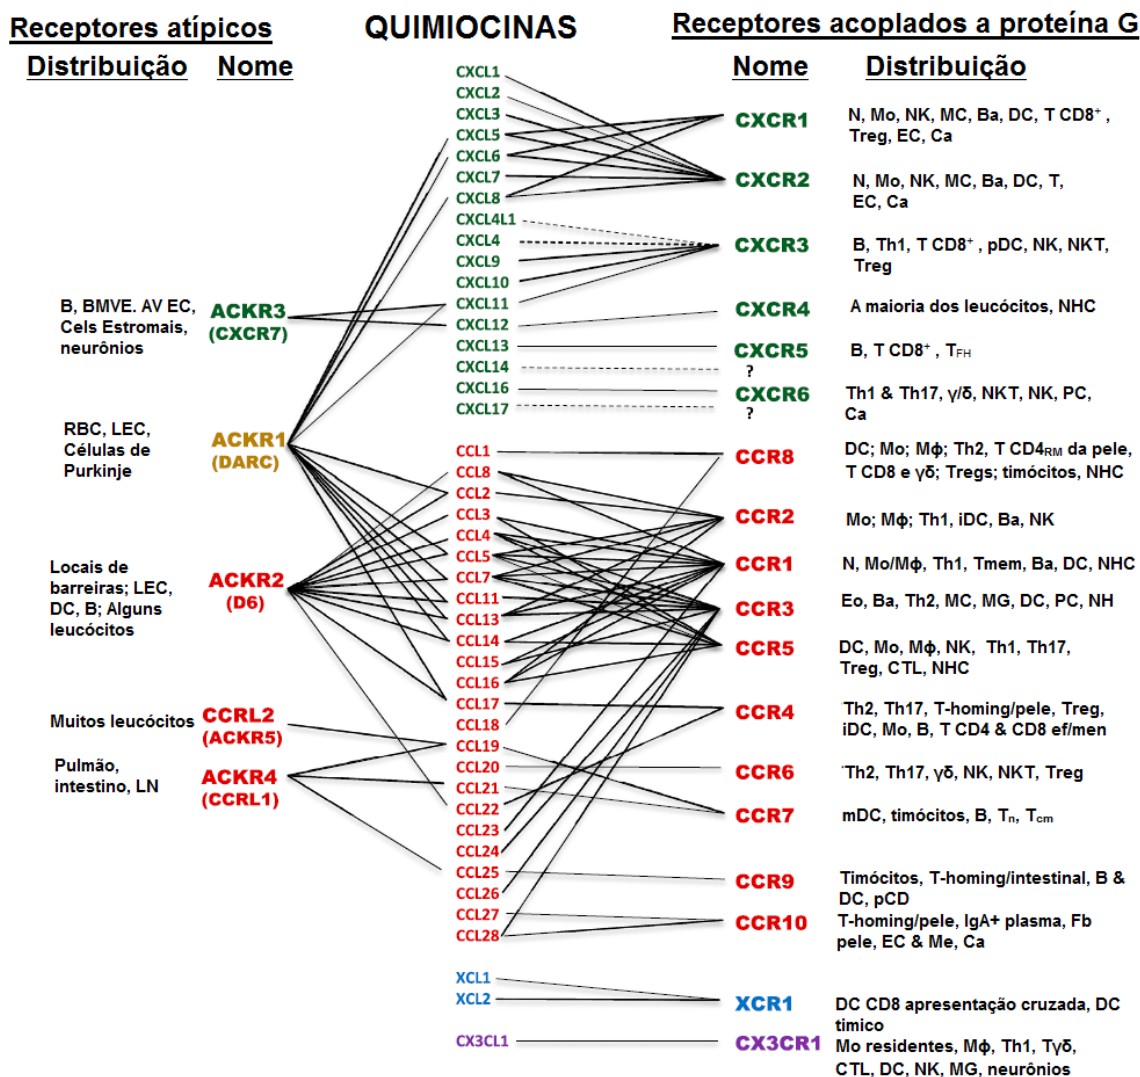 Receptores atípicos
QUIMIOCINAS
Receptores acoplados a proteína G
Distribuição
Nome
Nome
Distribuição
B, BMVE. AV EC,
Cels Estromais,
neurônios
ACKR3
(CXCR7)
RBC, LEC,
Células de
Purkinje
ACKR1
(DARC)
Locais de
barreiras; LEC,
DC, B; Alguns
leucócitos
ACKR2
(D6)
Muitos leucócitos
CCRL2
(ACKR5)
Pulmão,
intestino, LN
ACKR4
(CCRL1)
CXCL1
CXCL2
CXCL3
CXCL5
CXCL6
CXCL7
CXCL8
CXCL4L1
CXCL4
CXCL9
CXCL10
CXCL11
CXCL12
CXCL13
CXCL14
CXCL16
CXCL17
CCL1
CCL8
CCL2
CCL3
CCL4
CCL5
CCL7
CCL11
CCL13
CCL14
CCL15
CCL16
CCL17
CCL18
CCL19
CCL20
CCL21
CCL22
CCL23
CCL24
CCL25
CCL26
CCL27
CCL28
XCL1
XCL2
CX3CL1
CXCR1
N, Mo, NK, MC, Ba, DC, T CD8⁺ ,
Treg, EC, Ca
CXCR2
N, Mo, NK, MC, Ba, DC, T,
EC, Ca
CXCR3
B, Th1, T CD8⁺ , pDC, NK, NKT,
Treg
CXCR4
A maioria dos leucócitos, NHC
CXCR5
B, T CD8⁺ , TFH
?
CXCR6
Th1 & Th17, γ/δ, NKT, NK, PC,
Ca
?
CCR8
DC; Mo; Mϕ; Th2, T CD4RM da pele,
T CD8 e γδ; Tregs; timócitos, NHC
CCR2
Mo; Mϕ; Th1, iDC, Ba, NK
CCR1
N, Mo/Mϕ, Th1, Tmem, Ba, DC, NHC
CCR3
Eo, Ba, Th2, MC, MG, DC, PC, NH
CCR5
DC, Mo, Mϕ, NK, Th1, Th17,
Treg, CTL, NHC
CCR4
Th2, Th17, T-homing/pele, Treg,
iDC, Mo, B, T CD4 & CD8 ef/men
CCR6
Th2, Th17, γδ, NK, NKT, Treg
CCR7
mDC, timócitos, B, Tn, Tcm
CCR9
Timócitos, T-homing/intestinal, B &
DC, pCD
CCR10
T-homing/pele, IgA+ plasma, Fb
pele, EC & Me, Ca
XCR1
DC CD8 apresentação cruzada, DC
timico
CX3CR1
Mo residentes, Mϕ, Th1, Tγδ,
CTL, DC, NK, MG, neurônios